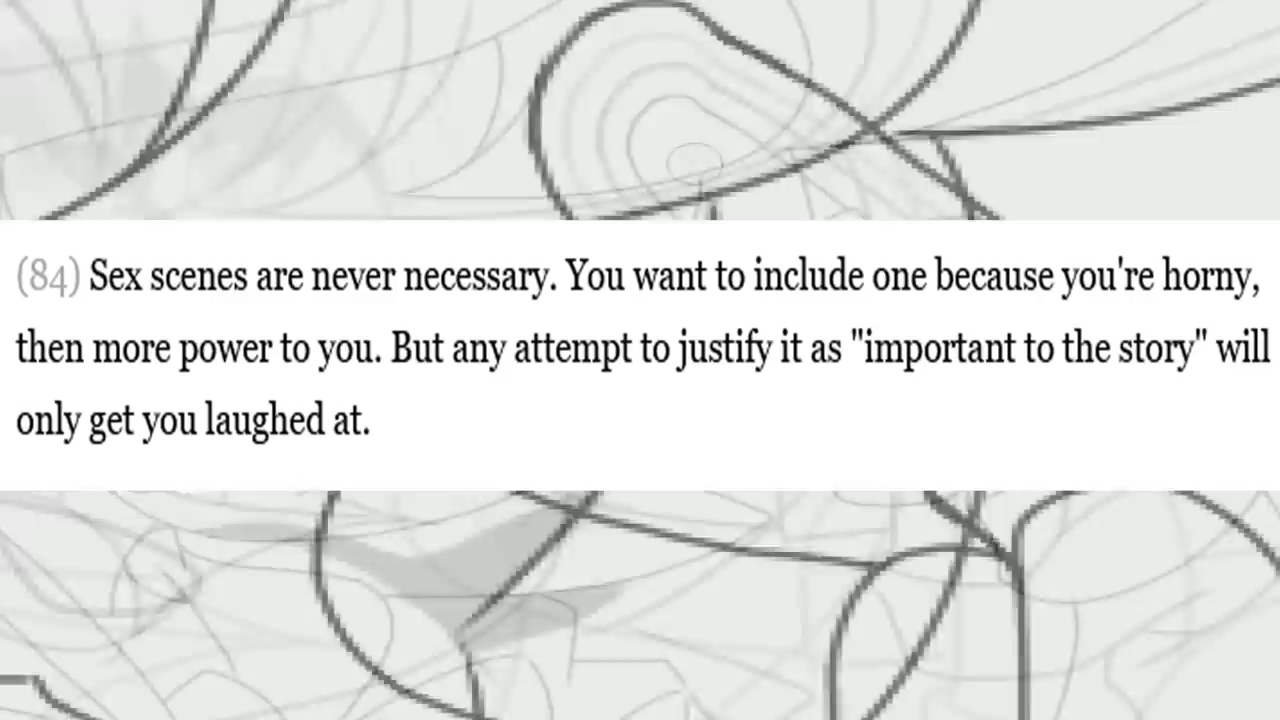 (84) Sex scenes are never necessary. You want to include one because you're horny,
then more power to you. But any attempt to justify it as "important to the story" will
only get you laughed at.